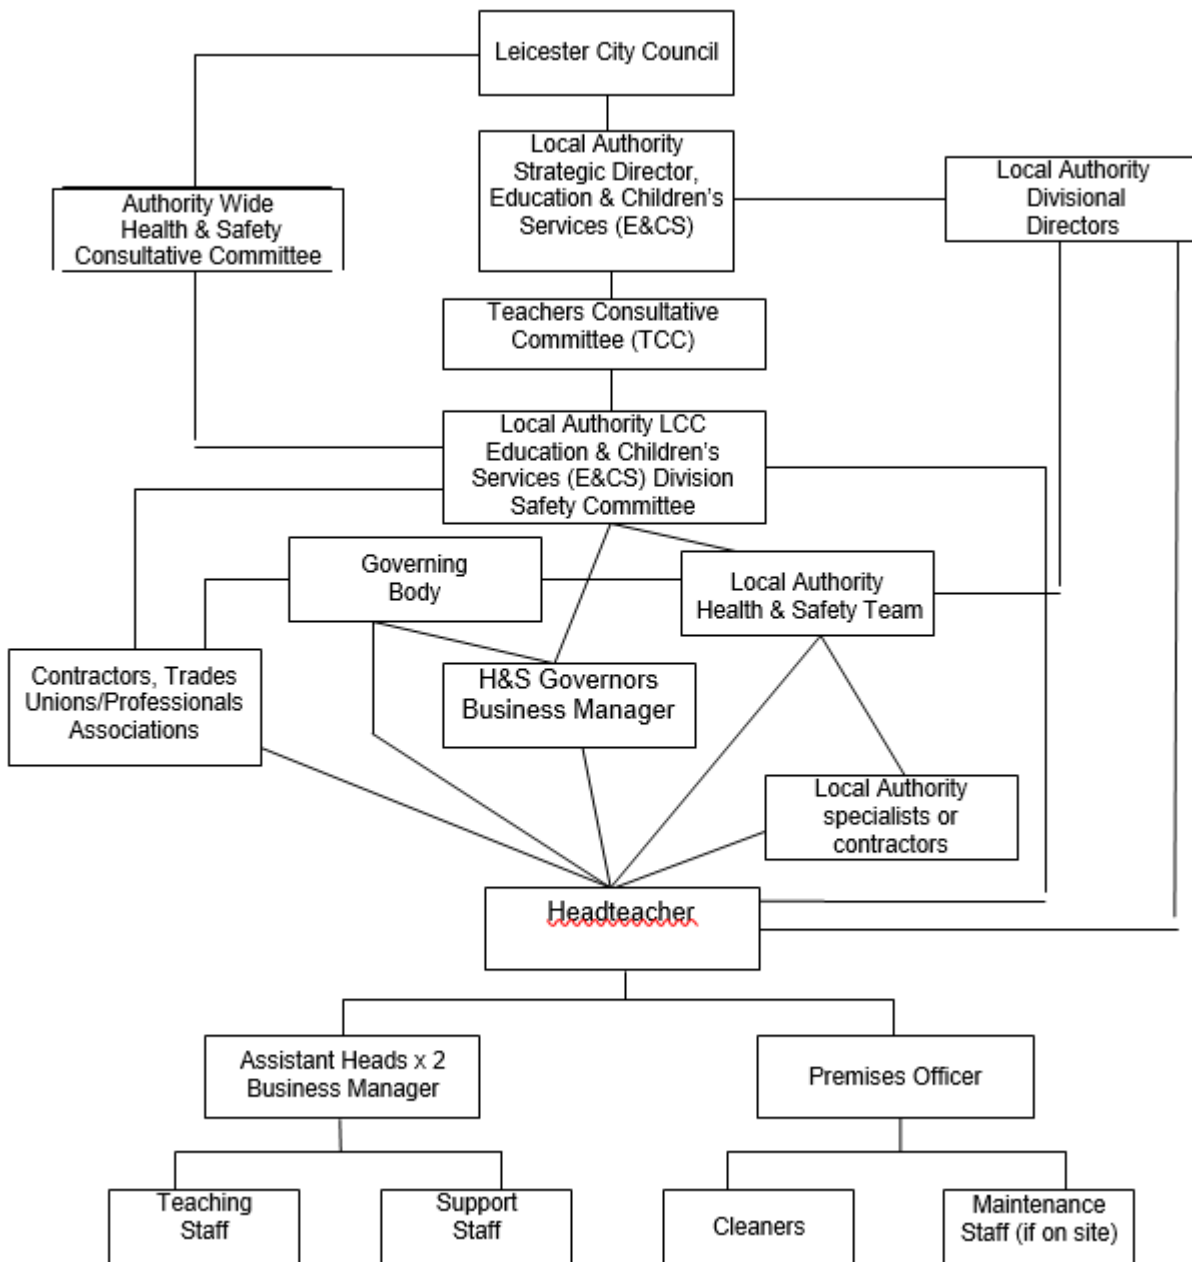 Leicester City Council
Local Authority
Strategic Director,
Education & Children's
Services (E&CS)
Local Authority
Divisional
Directors
Authority Wide
Health & Safety
Consultative Committee
Teachers Consultative
Committee (TCC)
Local Authority LCC
Education & Children's
Services (E&CS) Division
Safety Committee
Governing
Body
Local Authority
Health & Safety Team
Contractors, Trades
Unions/Professionals
Associations
H&S Governors
Business Manager
Local Authority
specialists or
contractors
Headteacher
Assistant Heads x 2
Business Manager
Premises Officer
Teaching
Staff
Support
Staff
Cleaners
Maintenance
Staff (if on site)